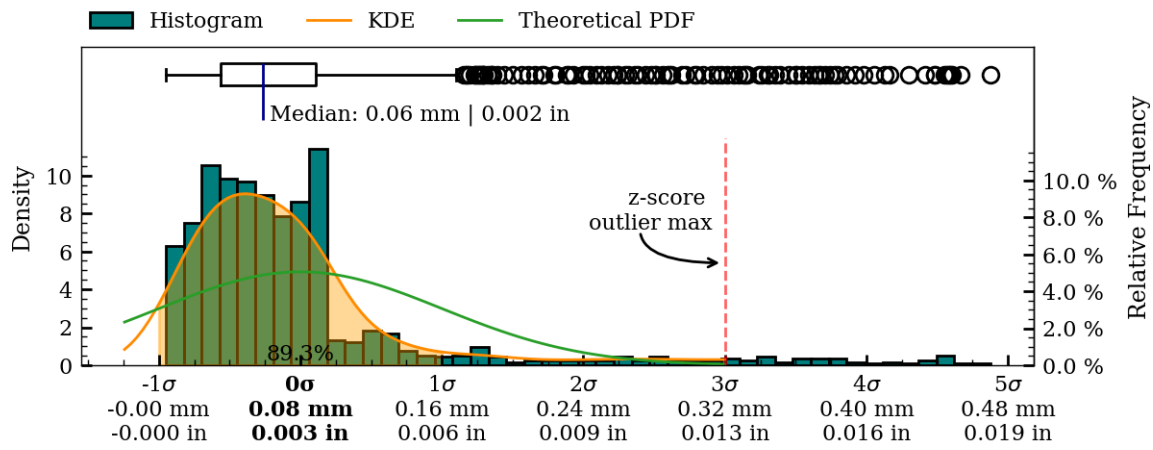 Histogram KDE Theoretical PDF
Median: 0.06 mm | 0.002 in
Density
10
8
6
4
2
0
z-score
outlier max
89.3%
Relative Frequency
10.0 %
8.0 %
6.0 %
4.0 %
2.0 %
0.0 %
-1σ 0σ 1σ 2σ 3σ 4σ 5σ
-0.00 mm 0.08 mm 0.16 mm 0.24 mm 0.32 mm 0.40 mm 0.48 mm
-0.000 in 0.003 in 0.006 in 0.009 in 0.013 in 0.016 in 0.019 in